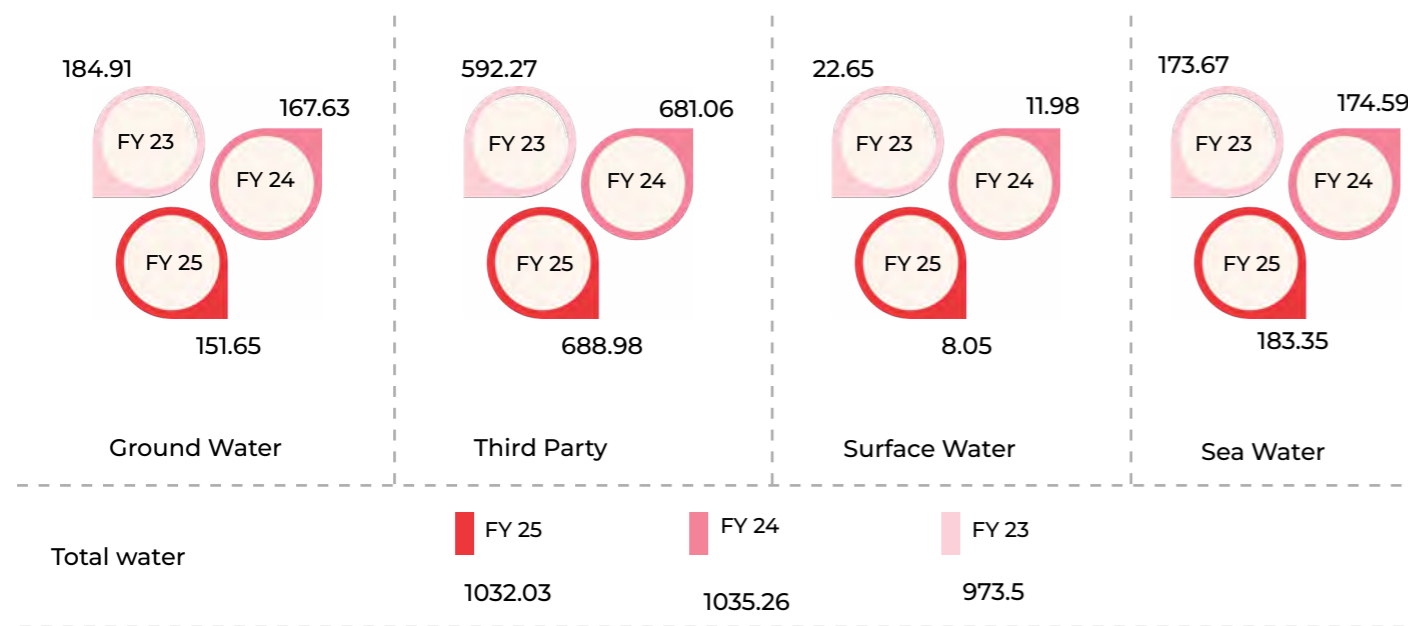 184.91
FY 23
167.63
FY 24
FY 25
151.65
Ground Water
592.27
FY 23
681.06
FY 24
FY 25
688.98
Third Party
22.65
FY 23
11.98
FY 24
FY 25
8.05
Surface Water
173.67
FY 23
174.59
FY 24
FY 25
183.35
Sea Water
Total water
FY 25
1032.03
FY 24
1035.26
FY 23
973.5